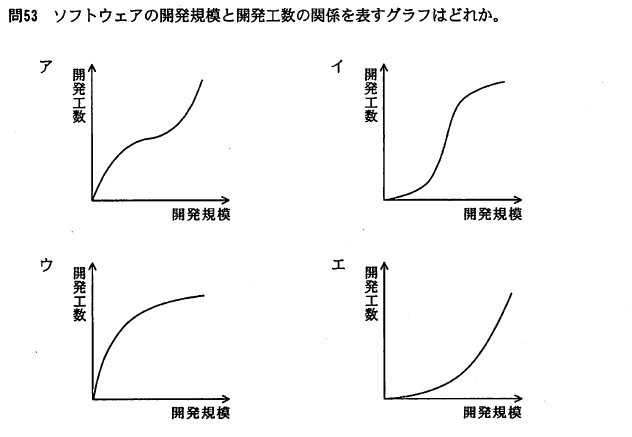 問53 ソフトウェアの開発規模と開発工数の関係を表すグラフはどれか。
ア
開発工数
開発規模
イ
開発工数
開発規模
ウ
開発工数
開発規模
エ
開発工数
開発規模